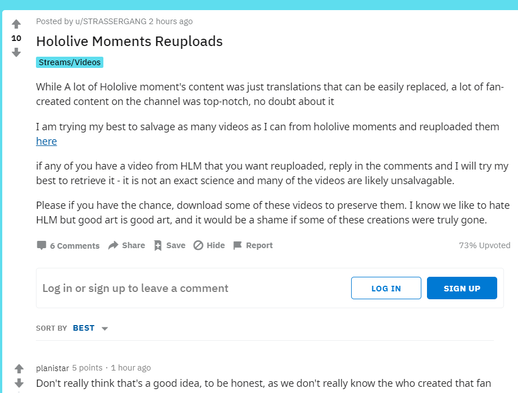 Posted by u/STRASSERGANG 2 hours ago
10
Hololive Moments Reuploads
Streams/Videos
While A lot of Hololive moment's content was just translations that can be easily replaced, a lot of fan-
created content on the channel was top-notch, no doubt about it
I am trying my best to salvage as many videos as I can from hololive moments and reuploaded them
here
if any of you have a video from HLM that you want reuploaded, reply in the comments and I will try my
best to retrieve it - it is not an exact science and many of the videos are likely unsalvagable.
Please if you have the chance, download some of these videos to preserve them. I know we like to hate
HLM but good art is good art, and it would be a shame if some of these creations were truly gone.
6 Comments Share Save Hide Report 73% Upvoted
Log in or sign up to leave a comment LOG IN SIGN UP
SORT BY BEST
planistar 5 points · 1 hour ago
Don't really think that's a good idea, to be honest, as we don't really know the who created that fan